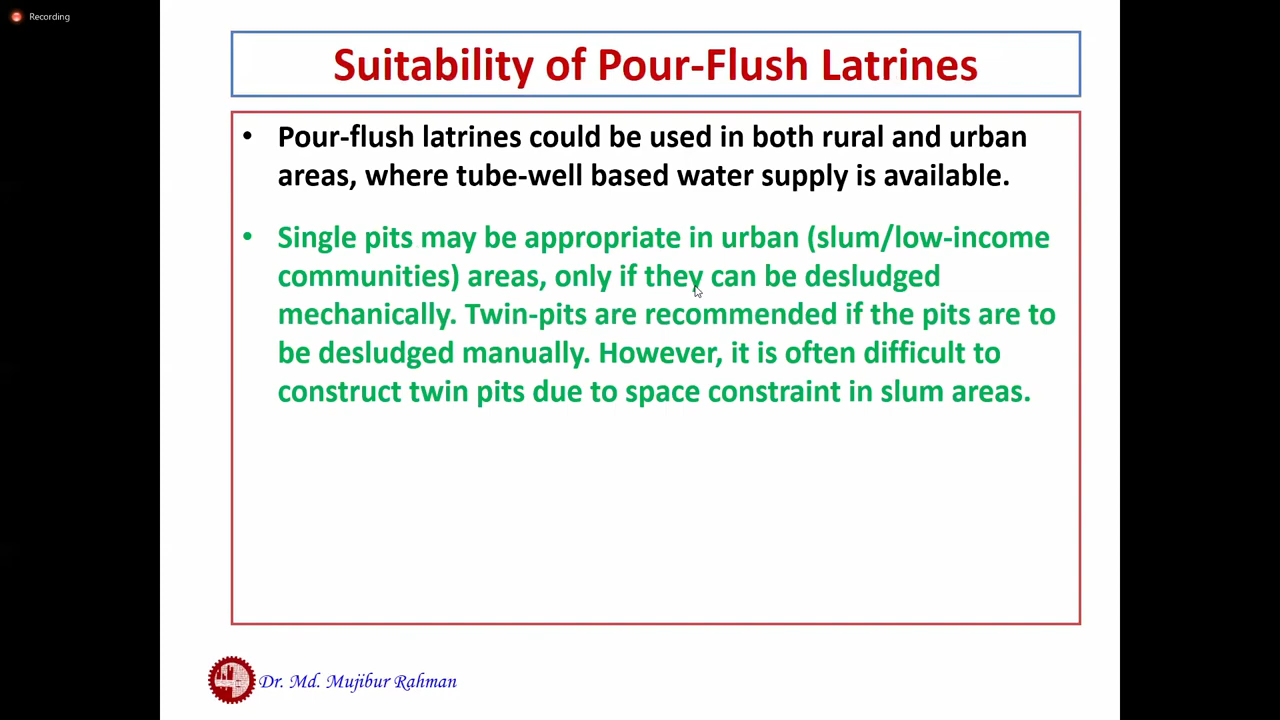 Recording
Suitability of Pour-Flush Latrines
• Pour-flush latrines could be used in both rural and urban
areas, where tube-well based water supply is available.
• Single pits may be appropriate in urban (slum/low-income
communities) areas, only if they can be desludged
mechanically. Twin-pits are recommended if the pits are to
be desludged manually. However, it is often difficult to
construct twin pits due to space constraint in slum areas.
Dr. Md. Mujibur Rahman